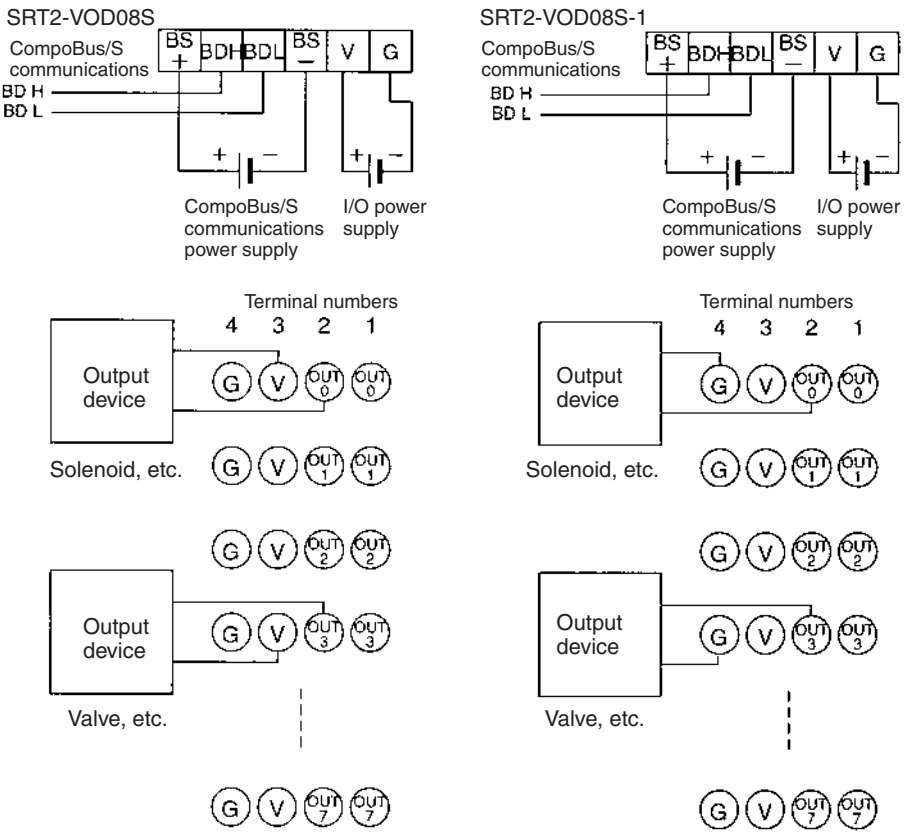 SRT2-VOD08S
CompoBus/S
communications
BS
+
BDH
BDL
BS
–
V
G
BD H
BD L
+ –
+ –
CompoBus/S
communications
power supply
I/O power
supply
Terminal numbers
4 3 2 1
Output
device
G V OUT 0 OUT 0
Solenoid, etc.
G V OUT 1 OUT 1
G V OUT 2 OUT 2
Output
device
G V OUT 3 OUT 3
Valve, etc.
G V OUT 7 OUT 7
SRT2-VOD08S-1
CompoBus/S
communications
BS
+
BDH
BDL
BS
–
V
G
BD H
BD L
+ –
+ –
CompoBus/S
communications
power supply
I/O power
supply
Terminal numbers
4 3 2 1
Output
device
G V OUT 0 OUT 0
Solenoid, etc.
G V OUT 1 OUT 1
G V OUT 2 OUT 2
Output
device
G V OUT 3 OUT 3
Valve, etc.
G V OUT 7 OUT 7